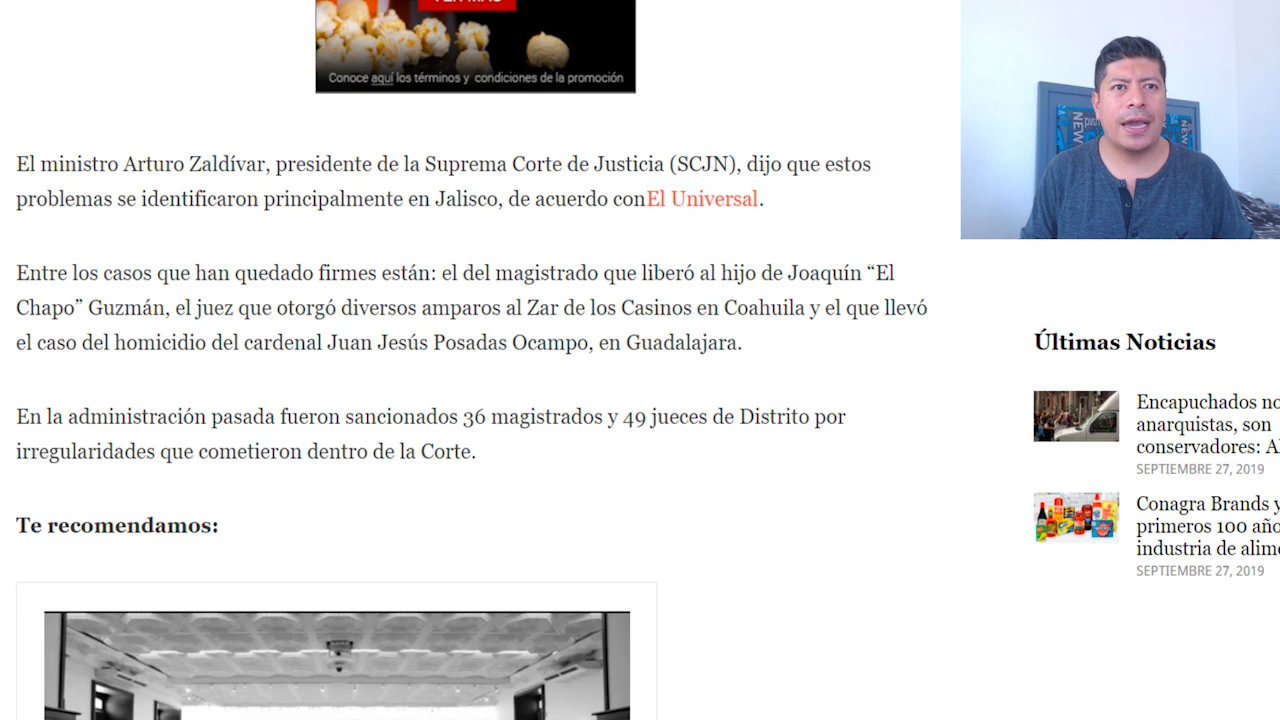 Conoce aquí los términos y condiciones de la promoción
El ministro Arturo Zaldívar, presidente de la Suprema Corte de Justicia (SCJN), dijo que estos
problemas se identificaron principalmente en Jalisco, de acuerdo conEl Universal.
Entre los casos que han quedado firmes están: el del magistrado que liberó al hijo de Joaquín “El
Chapo” Guzmán, el juez que otorgó diversos amparos al Zar de los Casinos en Coahuila y el que llevó
el caso del homicidio del cardenal Juan Jesús Posadas Ocampo, en Guadalajara.
En la administración pasada fueron sancionados 36 magistrados y 49 jueces de Distrito por
irregularidades que cometieron dentro de la Corte.
Te recomendamos:
NEW
NEW
Últimas Noticias
Encapuchados no
anarquistas, son
conservadores:
SEPTIEMBRE 27, 2019
Conagra Brands y
primeros 100
industria de
SEPTIEMBRE 27, 2019